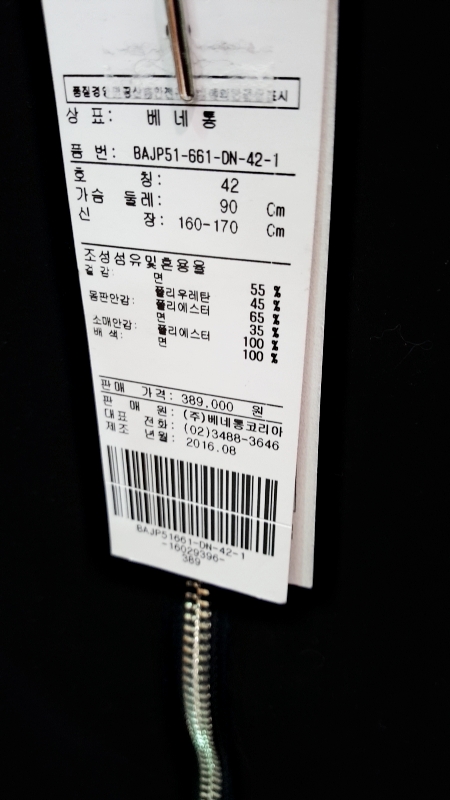 상 표: 베 네 통
품 번: BAJP51-661-DN-42-1
호 칭: 42
가슴 둘레: 90 Cm
신 장: 160-170 Cm
조성섬유및혼용율
겉 감: 면 55 %
폴리우레탄 45 %
몸판안감: 폴리에스터 65 %
면 35 %
소매안감: 폴리에스터 100 %
배 색: 면 100 %
판매 가격: 389,000 원
판 매 원: (주)베네통코리아
대표 전화: (02)3488-3646
제조 년월: 2016.08
BAJP51661-DN-42-1
-16029396-
389